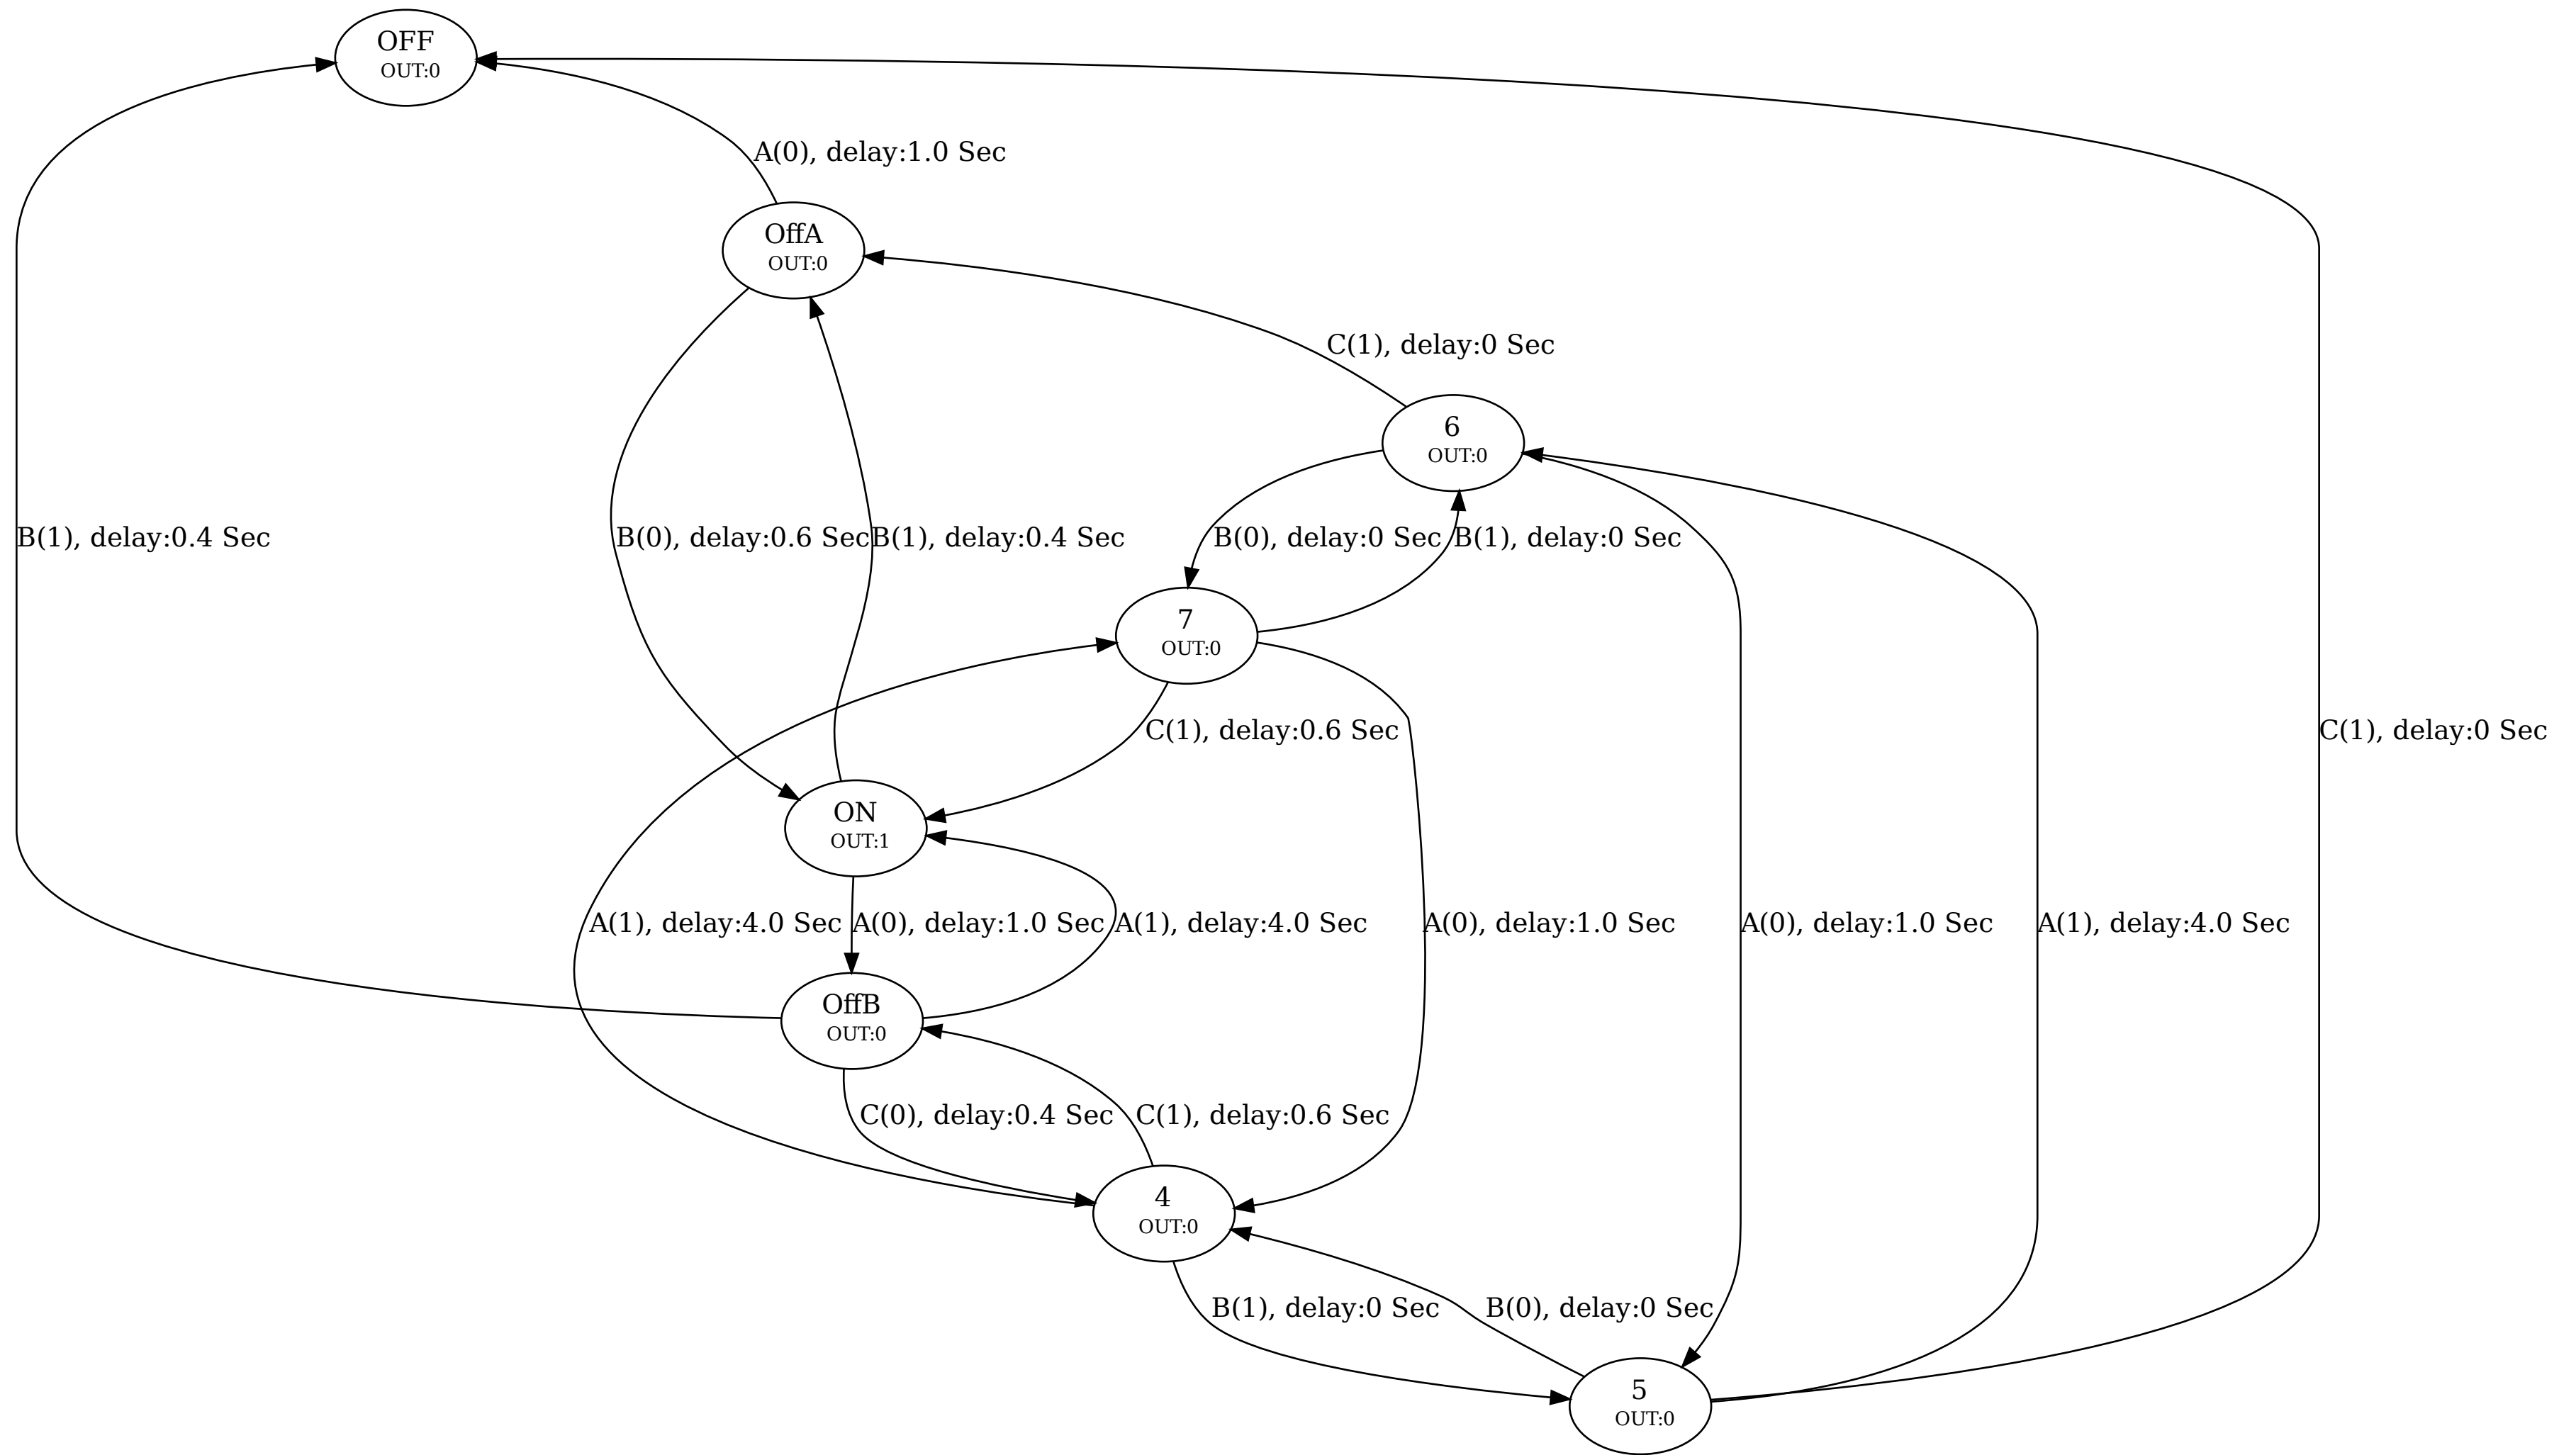 OFF
OUT:0
A(0), delay:1.0 Sec
OffA
OUT:0
C(1), delay:0 Sec
6
OUT:0
B(1), delay:0.4 Sec
B(0), delay:0.6 Sec
B(1), delay:0.4 Sec
B(0), delay:0 Sec
B(1), delay:0 Sec
7
OUT:0
C(1), delay:0.6 Sec
C(1), delay:0 Sec
ON
OUT:1
A(1), delay:4.0 Sec
A(0), delay:1.0 Sec
A(1), delay:4.0 Sec
A(0), delay:1.0 Sec
A(0), delay:1.0 Sec
A(1), delay:4.0 Sec
OffB
OUT:0
C(0), delay:0.4 Sec
C(1), delay:0.6 Sec
4
OUT:0
B(1), delay:0 Sec
B(0), delay:0 Sec
5
OUT:0